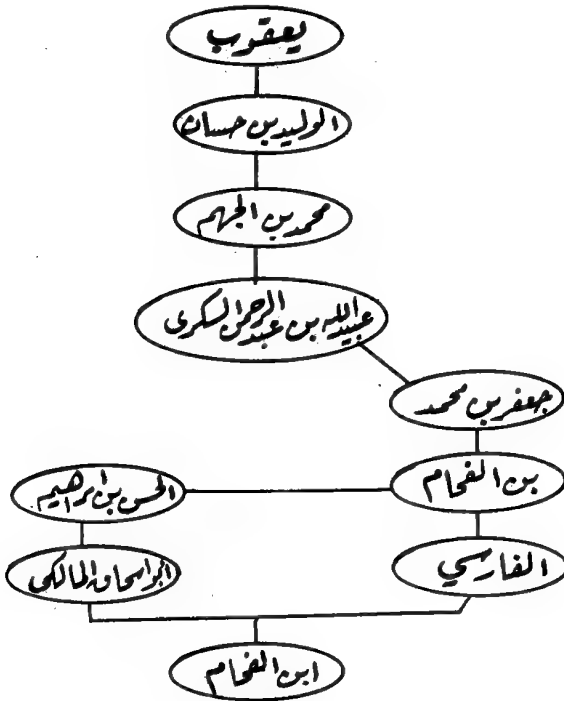 يعقوب
الوليد بن حسان
محمد بن الجهم
عبيد الله بن عبد الرحمن السكري
جعفر بن محمد
بن الفحام
الحسن بن ابراهيم
الفارسي
ابو اسحاق المالكي
ابن الفحام